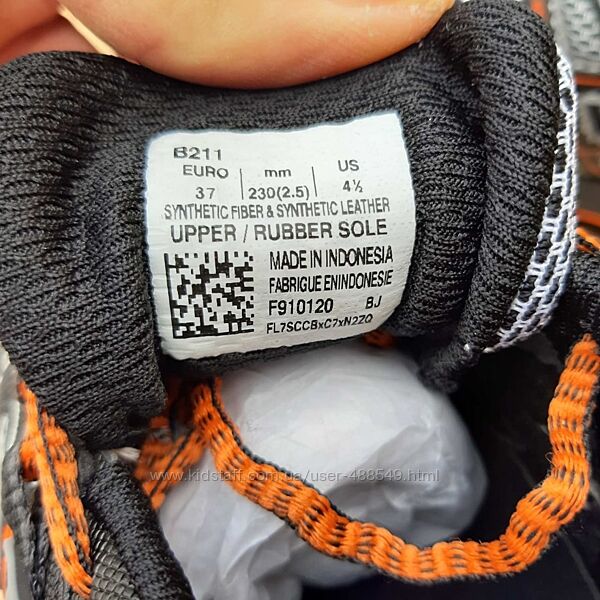 B211
EURO mm US
37 230(2.5) 4½
SYNTHETIC FIBER & SYNTHETIC LEATHER
UPPER / RUBBER SOLE
MADE IN INDONESIA
FABRIGUE ENINDONESIE
F910120 BJ
FL7SCCBxC7xN2ZQ
www.kidstaff.com.ua/user-488549.html